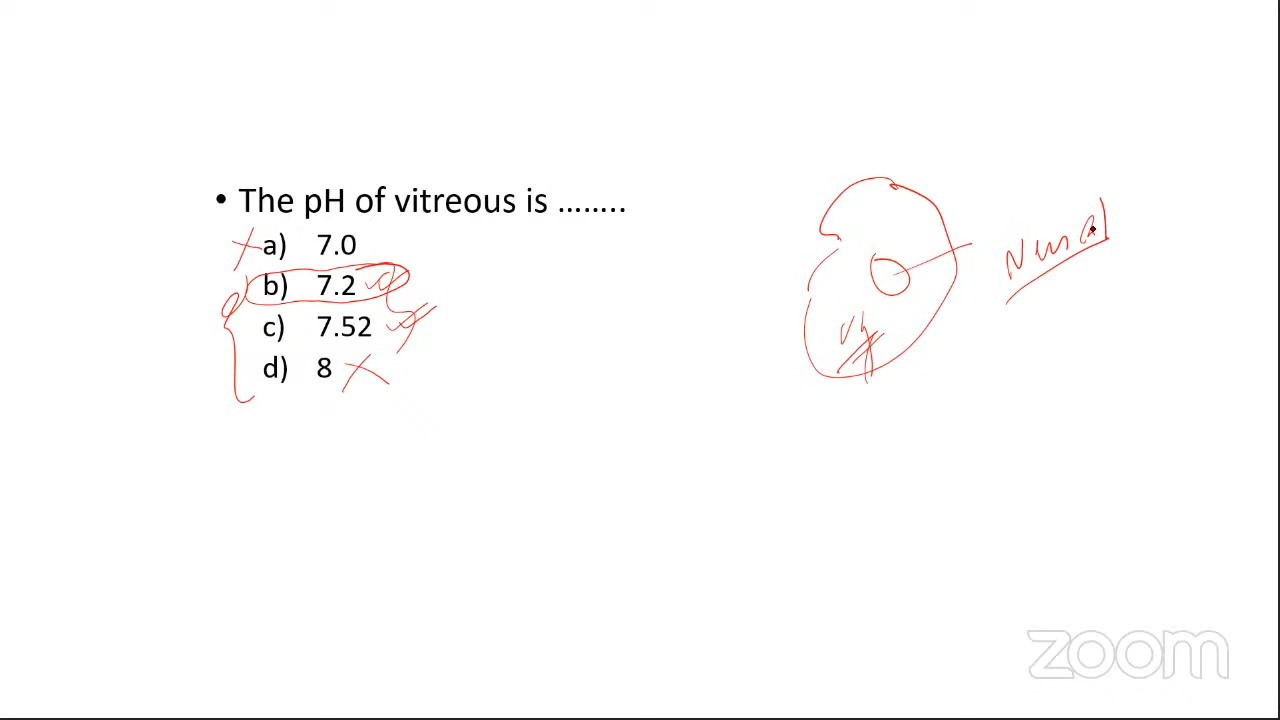 • The pH of vitreous is ........
a) 7.0
b) 7.2
c) 7.52
d) 8
zoom